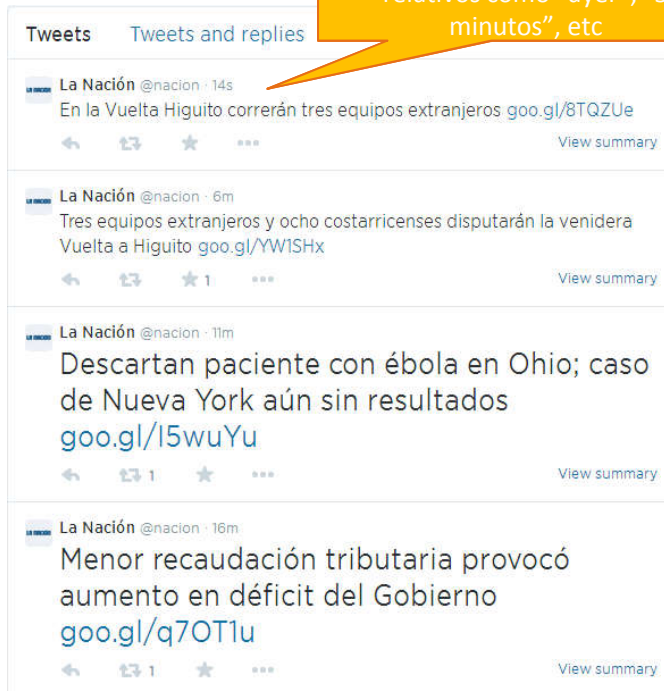 relativos como "ayer" y
minutos", etc
Tweets Tweets and replies
La Nación @nacion · 14s
En la Vuelta Higuito correrán tres equipos extranjeros goo.gl/8TQZUe
View summary
La Nación @nacion · 6m
Tres equipos extranjeros y ocho costarricenses disputarán la venidera
Vuelta a Higuito goo.gl/YW1SHx
1
View summary
La Nación @nacion · 11m
Descartan paciente con ébola en Ohio; caso
de Nueva York aún sin resultados
goo.gl/I5wuYu
1
View summary
La Nación @nacion · 16m
Menor recaudación tributaria provocó
aumento en déficit del Gobierno
goo.gl/q7OT1u
1
View summary